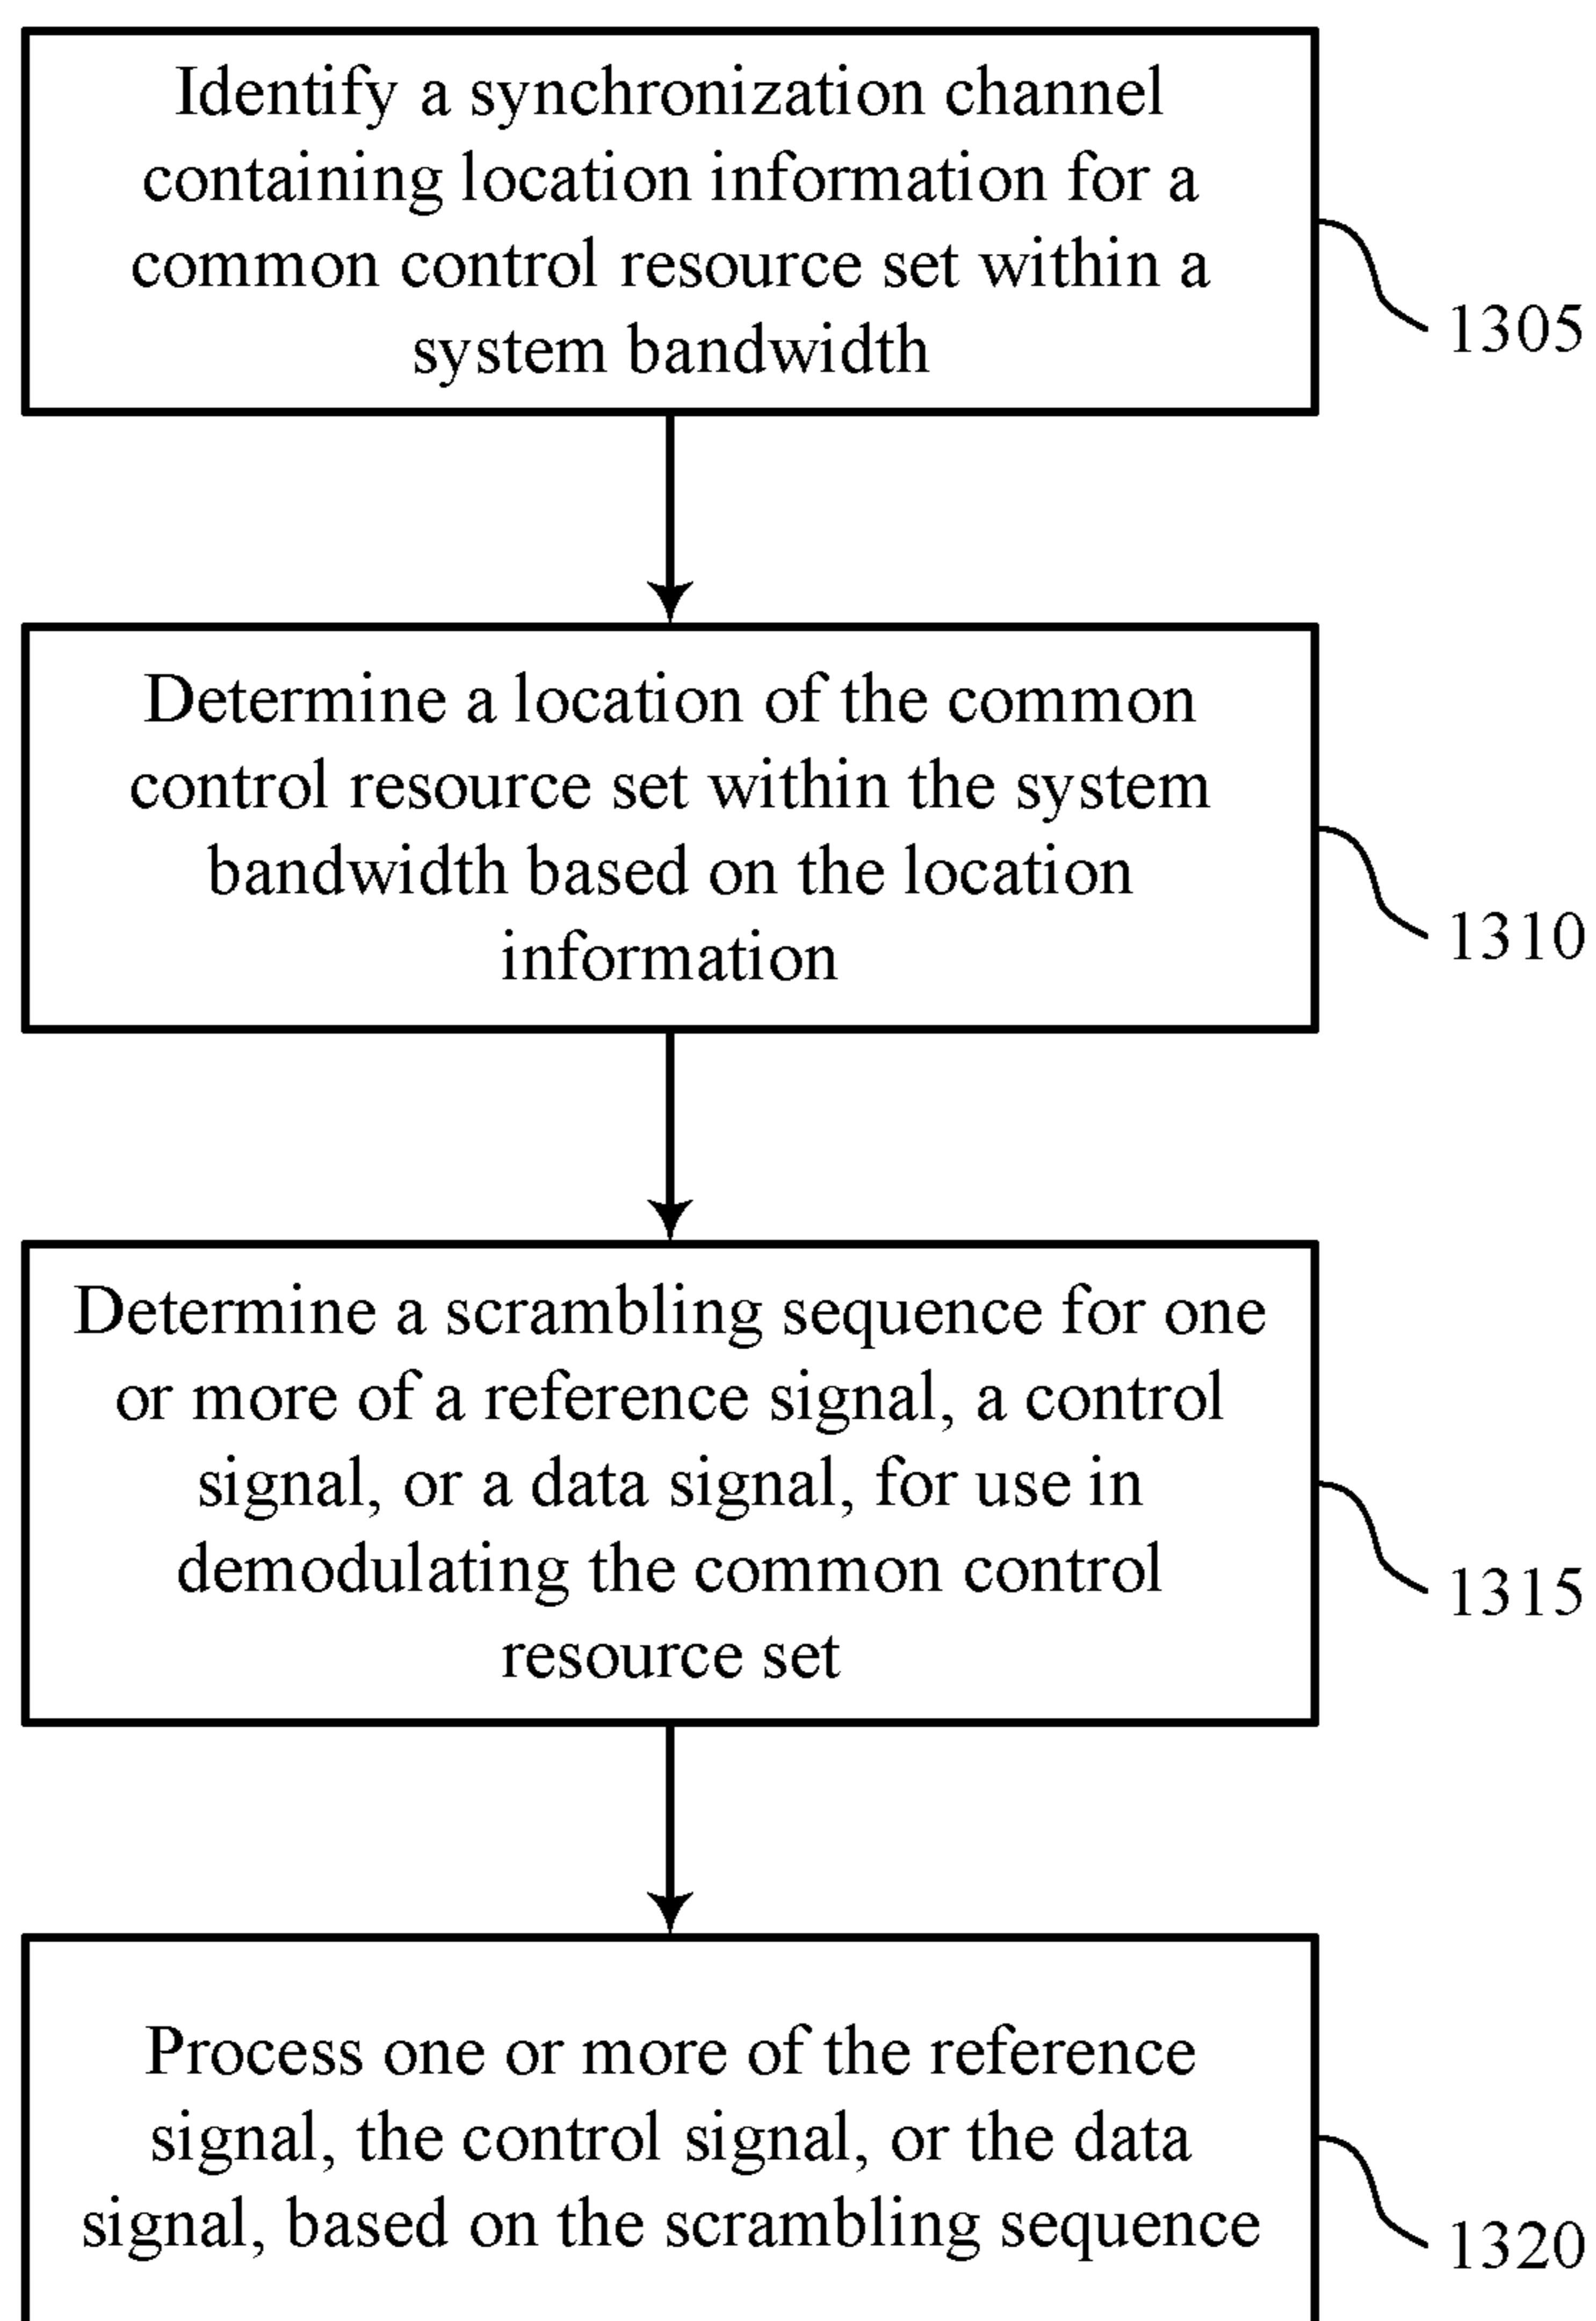 Identify a synchronization channel
containing location information for a
common control resource set within a
system bandwidth
1305
Determine a location of the common
control resource set within the system
bandwidth based on the location
information
1310
Determine a scrambling sequence for one
or more of a reference signal, a control
signal, or a data signal, for use in
demodulating the common control
resource set
1315
Process one or more of the reference
signal, the control signal, or the data
signal, based on the scrambling sequence
1320